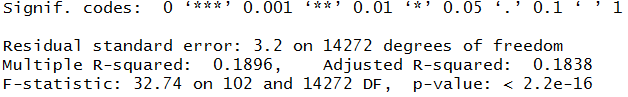 Signif. codes:  0 ‘***’ 0.001 ‘**’ 0.01 ‘*’ 0.05 ‘.’ 0.1 ‘ ’ 1
Residual standard error: 3.2 on 14272 degrees of freedom
Multiple R-squared:  0.1896,    Adjusted R-squared:  0.1838
F-statistic: 32.74 on 102 and 14272 DF,  p-value: < 2.2e-16